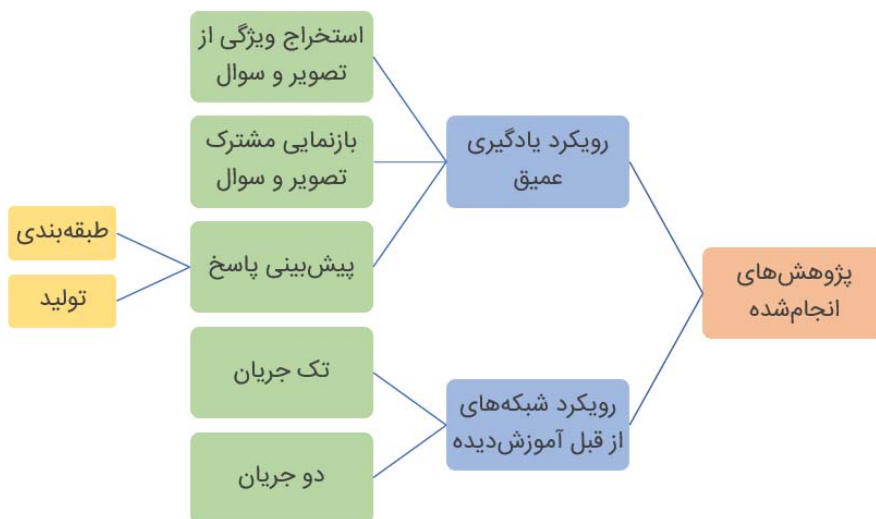 پژوهش‌های
انجام‌شده
رویکرد یادگیری
عمیق
استخراج ویژگی از
تصویر و سوال
بازنمایی مشترک
تصویر و سوال
پیش‌بینی پاسخ
طبقه‌بندی
تولید
رویکرد شبکه‌های
از قبل آموزش‌دیده
تک جریان
دو جریان